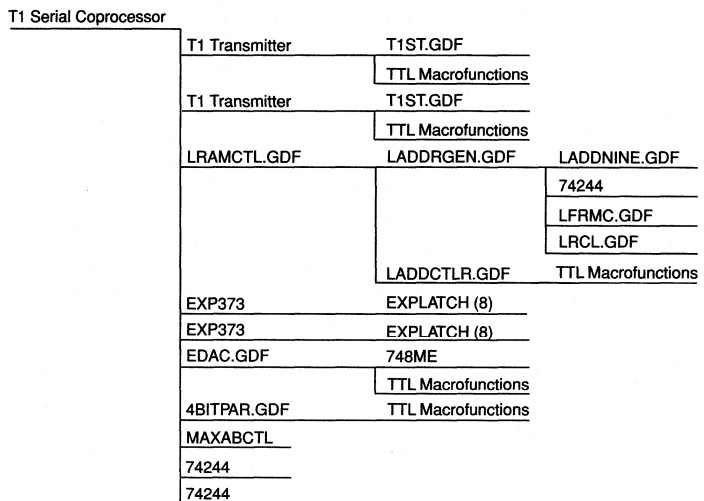 T1 Serial Coprocessor
T1 Transmitter T1ST.GDF
TTL Macrofunctions
T1 Transmitter T1ST.GDF
TTL Macrofunctions
LRAMCTL.GDF LADDRGEN.GDF LADDNINE.GDF
74244
LFRMC.GDF
LRCL.GDF
LADDCTLR.GDF TTL Macrofunctions
EXP373 EXPLATCH (8)
EXP373 EXPLATCH (8)
EDAC.GDF 748ME
TTL Macrofunctions
4BITPAR.GDF TTL Macrofunctions
MAXABCTL
74244
74244